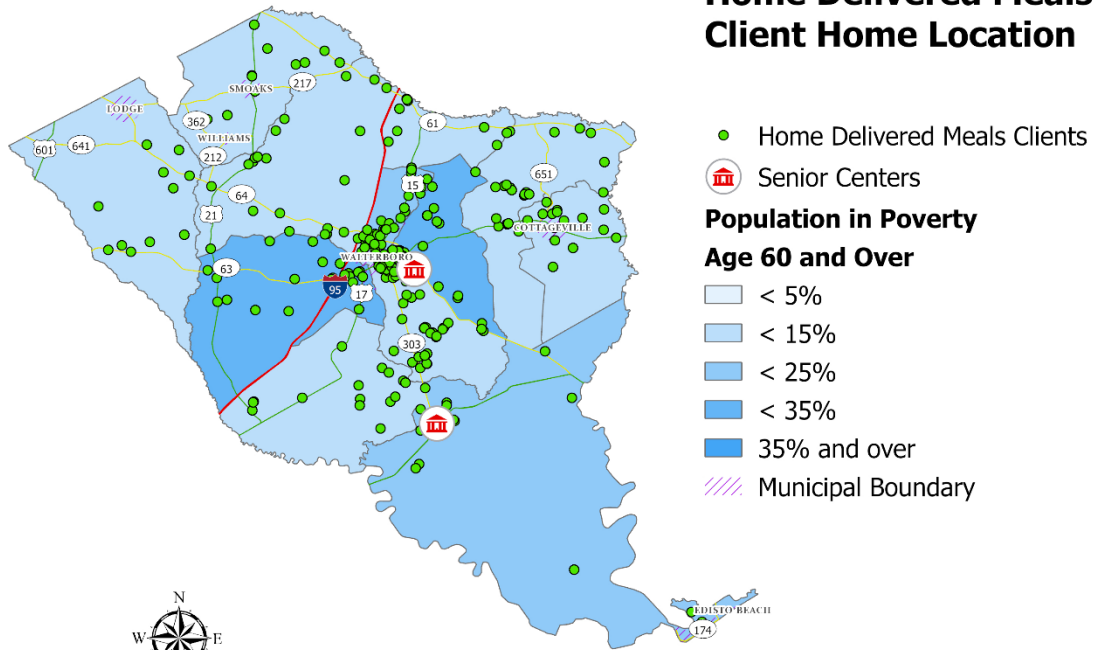 Home Delivered Meals
Client Home Location
Home Delivered Meals Clients
Senior Centers
Population in Poverty
Age 60 and Over
< 5%
< 15%
< 25%
< 35%
35% and over
Municipal Boundary
SMOAKS
217
LODGE
362
61
601
641
WILLIAMS
212
651
15
64
21
COTTAGEVILLE
WALTERBORO
63
95
17
303
EDISTO BEACH
174
N
W
E